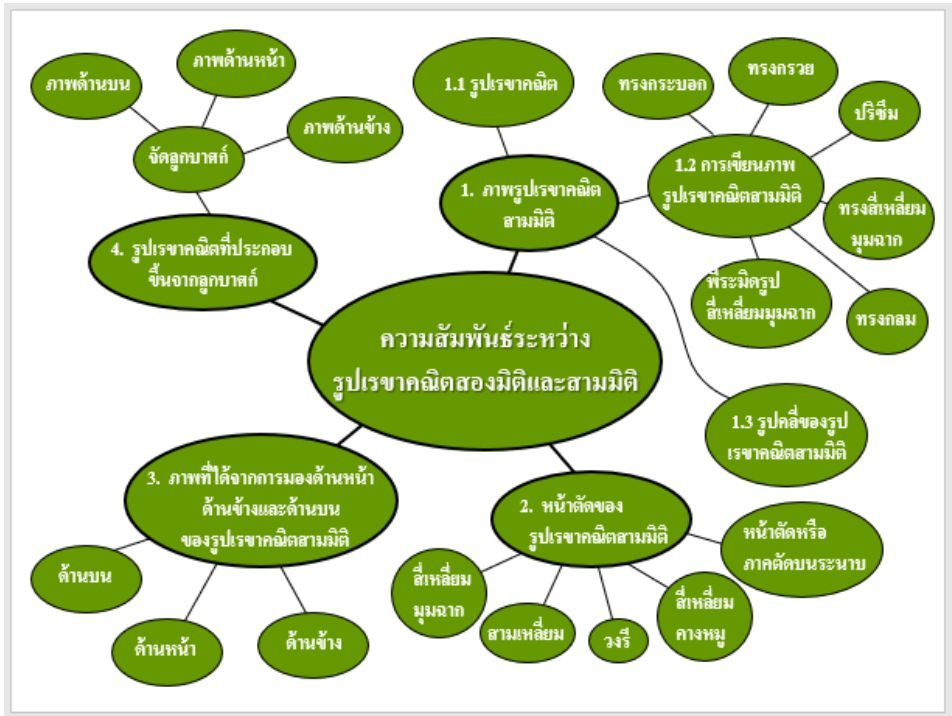 ความสัมพันธ์ระหว่าง
รูปเรขาคณิตสองมิติและสามมิติ
1. ภาพรูปเรขาคณิต
สามมิติ
1.1 รูปเรขาคณิต
1.2 การเขียนภาพ
รูปเรขาคณิตสามมิติ
ทรงกระบอก
ทรงกรวย
ปริซึม
ทรงสี่เหลี่ยม
มุมฉาก
ทรงกลม
พีระมิดรูป
สี่เหลี่ยมมุมฉาก
1.3 รูปคลี่ของรูป
เรขาคณิตสามมิติ
2. หน้าตัดของ
รูปเรขาคณิตสามมิติ
หน้าตัดหรือ
ภาคตัดบนระนาบ
สี่เหลี่ยม
คางหมู
วงรี
สามเหลี่ยม
สี่เหลี่ยม
มุมฉาก
3. ภาพที่ได้จากการมองด้านหน้า
ด้านข้างและด้านบน
ของรูปเรขาคณิตสามมิติ
ด้านบน
ด้านหน้า
ด้านข้าง
4. รูปเรขาคณิตที่ประกอบ
ขึ้นจากลูกบาศก์
จัดลูกบาศก์
ภาพด้านบน
ภาพด้านหน้า
ภาพด้านข้าง